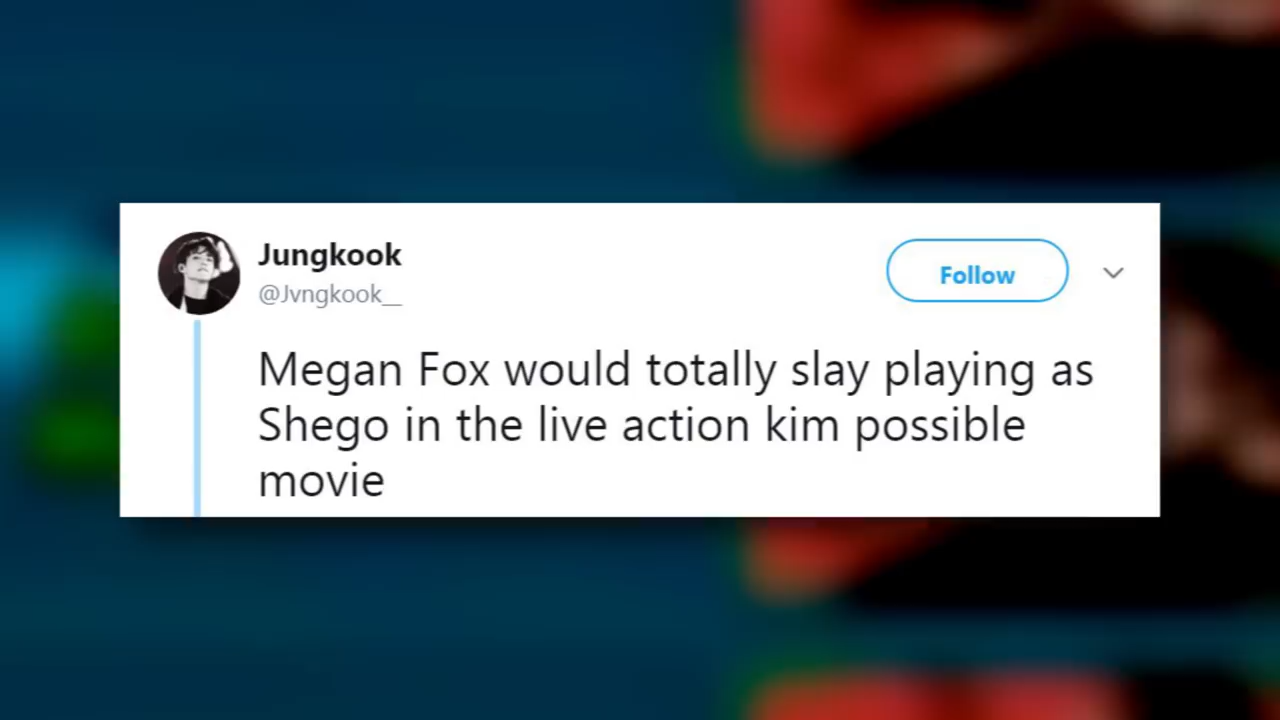 Jungkook
@Jvngkook__
Follow
Megan Fox would totally slay playing as
Shego in the live action kim possible
movie